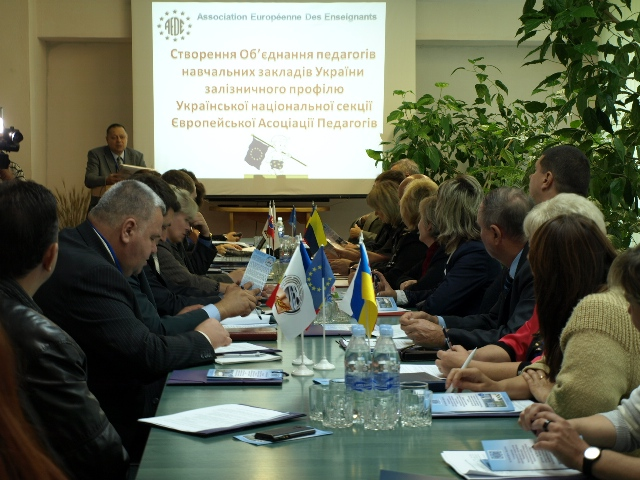 AEDE
Association Européenne Des Enseignants
Створення Об'єднання педагогів
навчальних закладів України
залізничного профілю
Української національної секції
Європейської Асоціації Педагогів